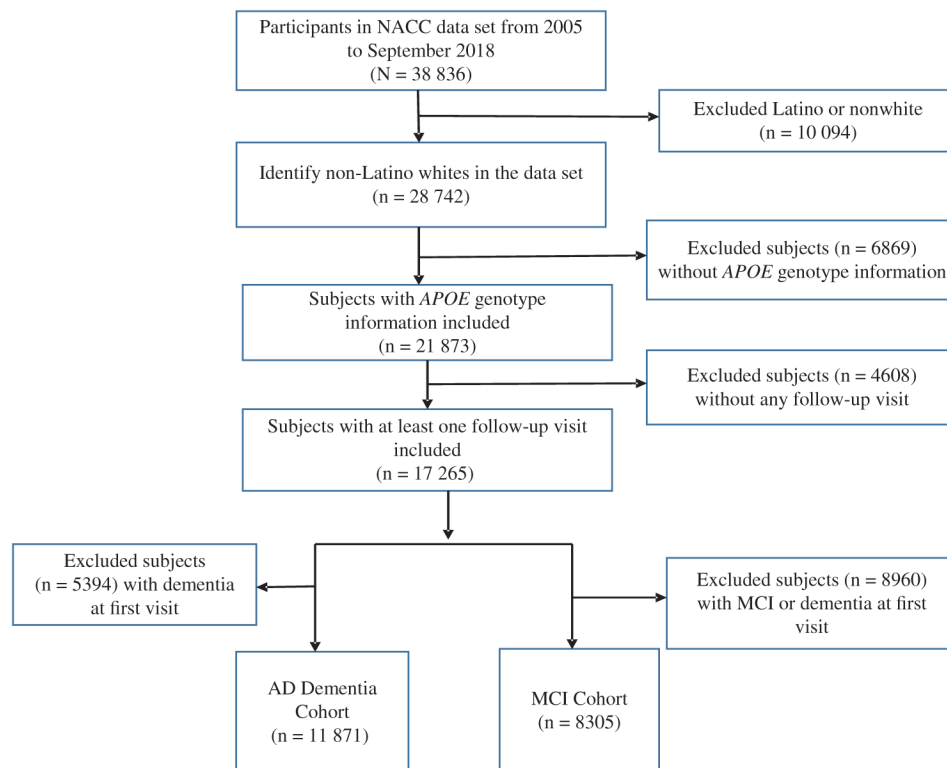 Participants in NACC data set from 2005
to September 2018
(N = 38 836)
Excluded Latino or nonwhite
(n = 10 094)
Identify non-Latino whites in the data set
(n = 28 742)
Excluded subjects (n = 6869)
without APOE genotype information
Subjects with APOE genotype
information included
(n = 21 873)
Excluded subjects (n = 4608)
without any follow-up visit
Subjects with at least one follow-up visit
included
(n = 17 265)
Excluded subjects
(n = 5394) with dementia
at first visit
Excluded subjects (n = 8960)
with MCI or dementia at first
visit
AD Dementia
Cohort
(n = 11 871)
MCI Cohort
(n = 8305)